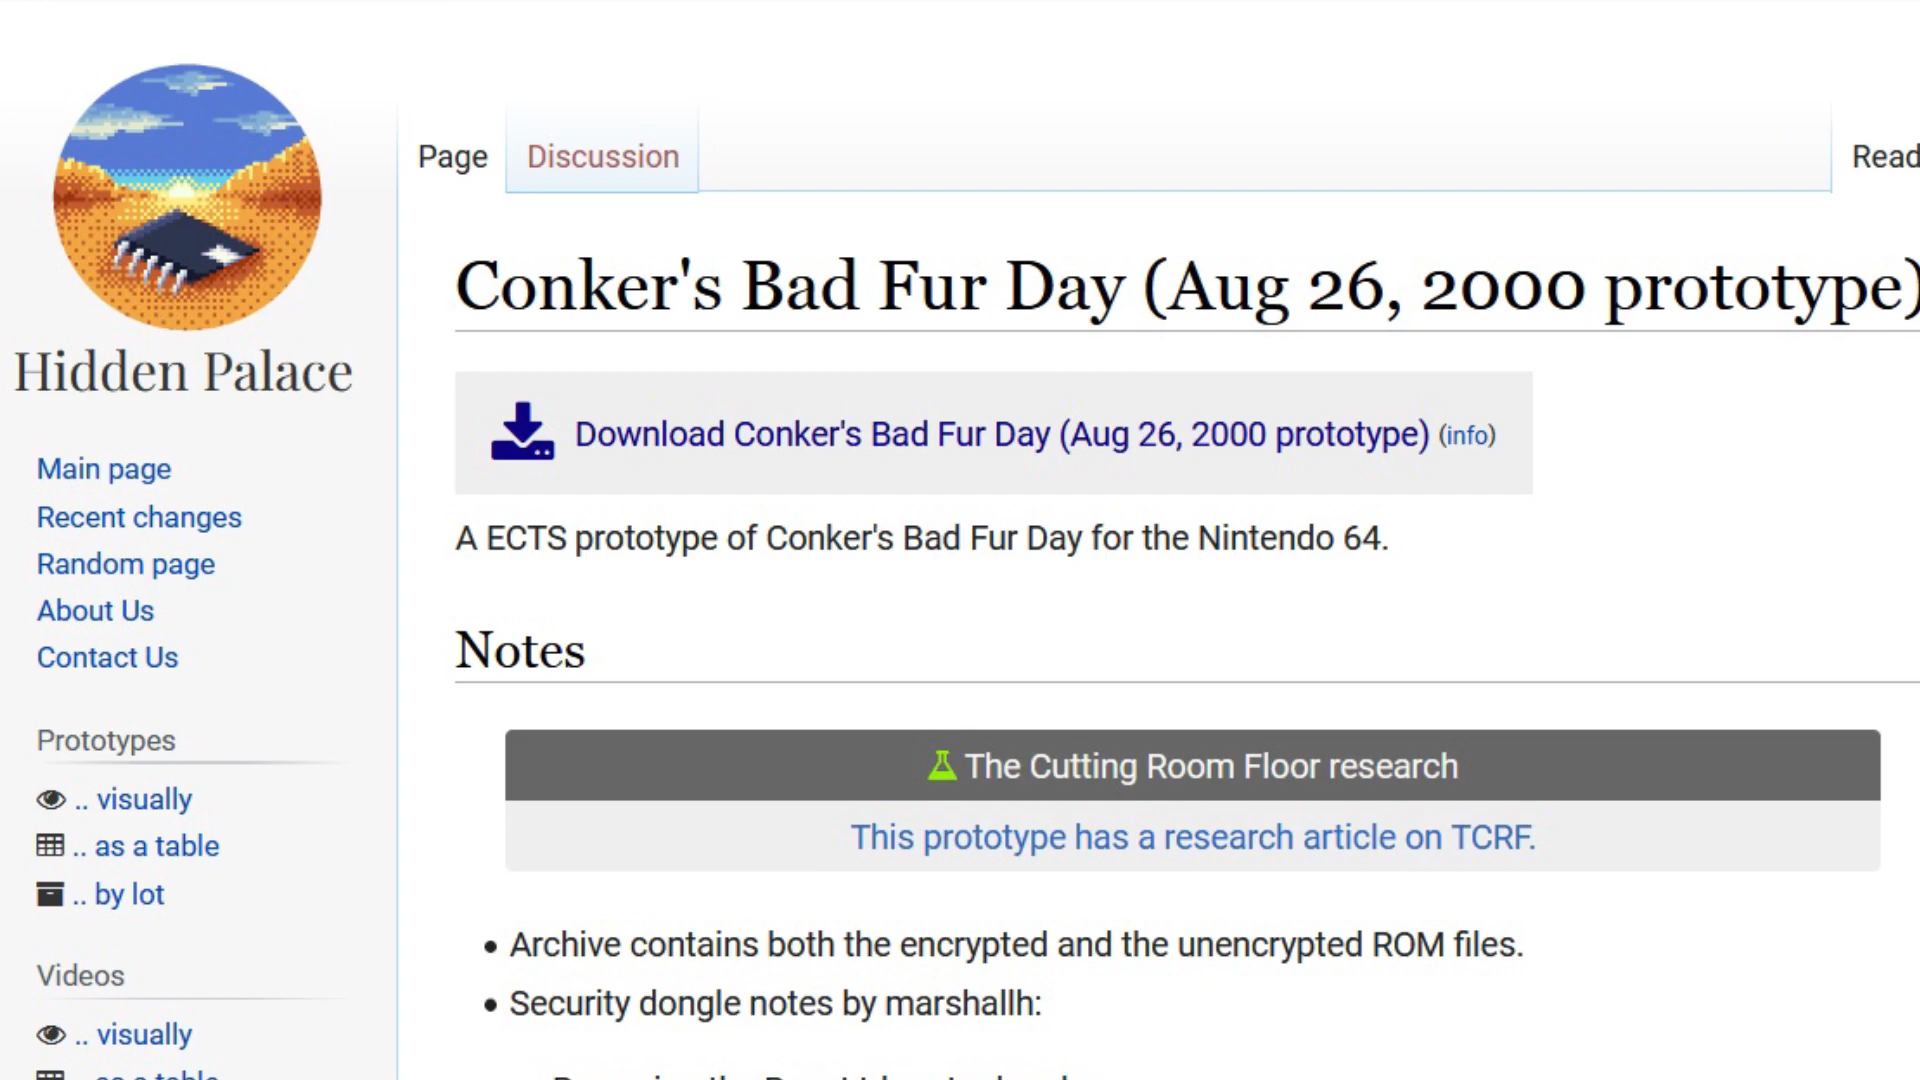 Page
Discussion
Read
Conker's Bad Fur Day (Aug 26, 2000 prototype)
Hidden Palace
Download Conker's Bad Fur Day (Aug 26, 2000 prototype) (info)
Main page
Recent changes
Random page
About Us
Contact Us
A ECTS prototype of Conker's Bad Fur Day for the Nintendo 64.
Notes
Prototypes
.. visually
.. as a table
.. by lot
The Cutting Room Floor research
This prototype has a research article on TCRF.
Archive contains both the encrypted and the unencrypted ROM files.
Security dongle notes by marshallh:
Videos
.. visually
.. as a table